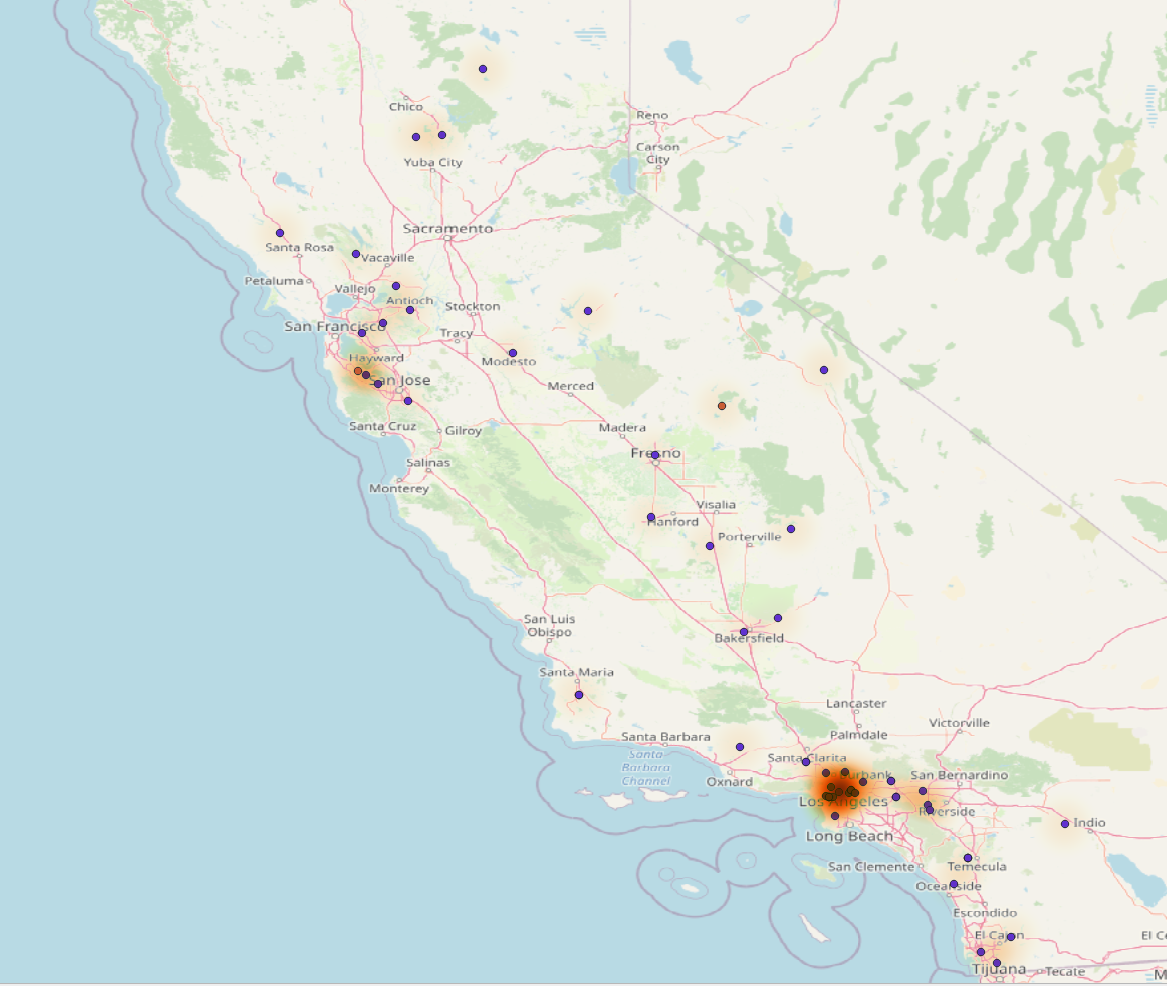 Chico
Reno
Carson
City
Yuba City
Sacramento
Santa Rosa
Vacaville
Petaluma
Vallejo
Antioch
Stockton
San Francisco
Tracy
Hayward
Modesto
San Jose
Merced
Santa Cruz
Gilroy
Madera
Fresno
Salinas
Monterey
Visalia
Hanford
Porterville
San Luis
Obispo
Bakersfield
Santa Maria
Lancaster
Victorville
Santa Barbara
Palmdale
Santa
Barbara
Channel
Santa Clarita
Oxnard
Burbank
San Bernardino
Los Angeles
Riverside
Indio
Long Beach
San Clemente
Temecula
Oceanside
Escondido
El Cajon
El Ce
Tijuana
Tecate
M